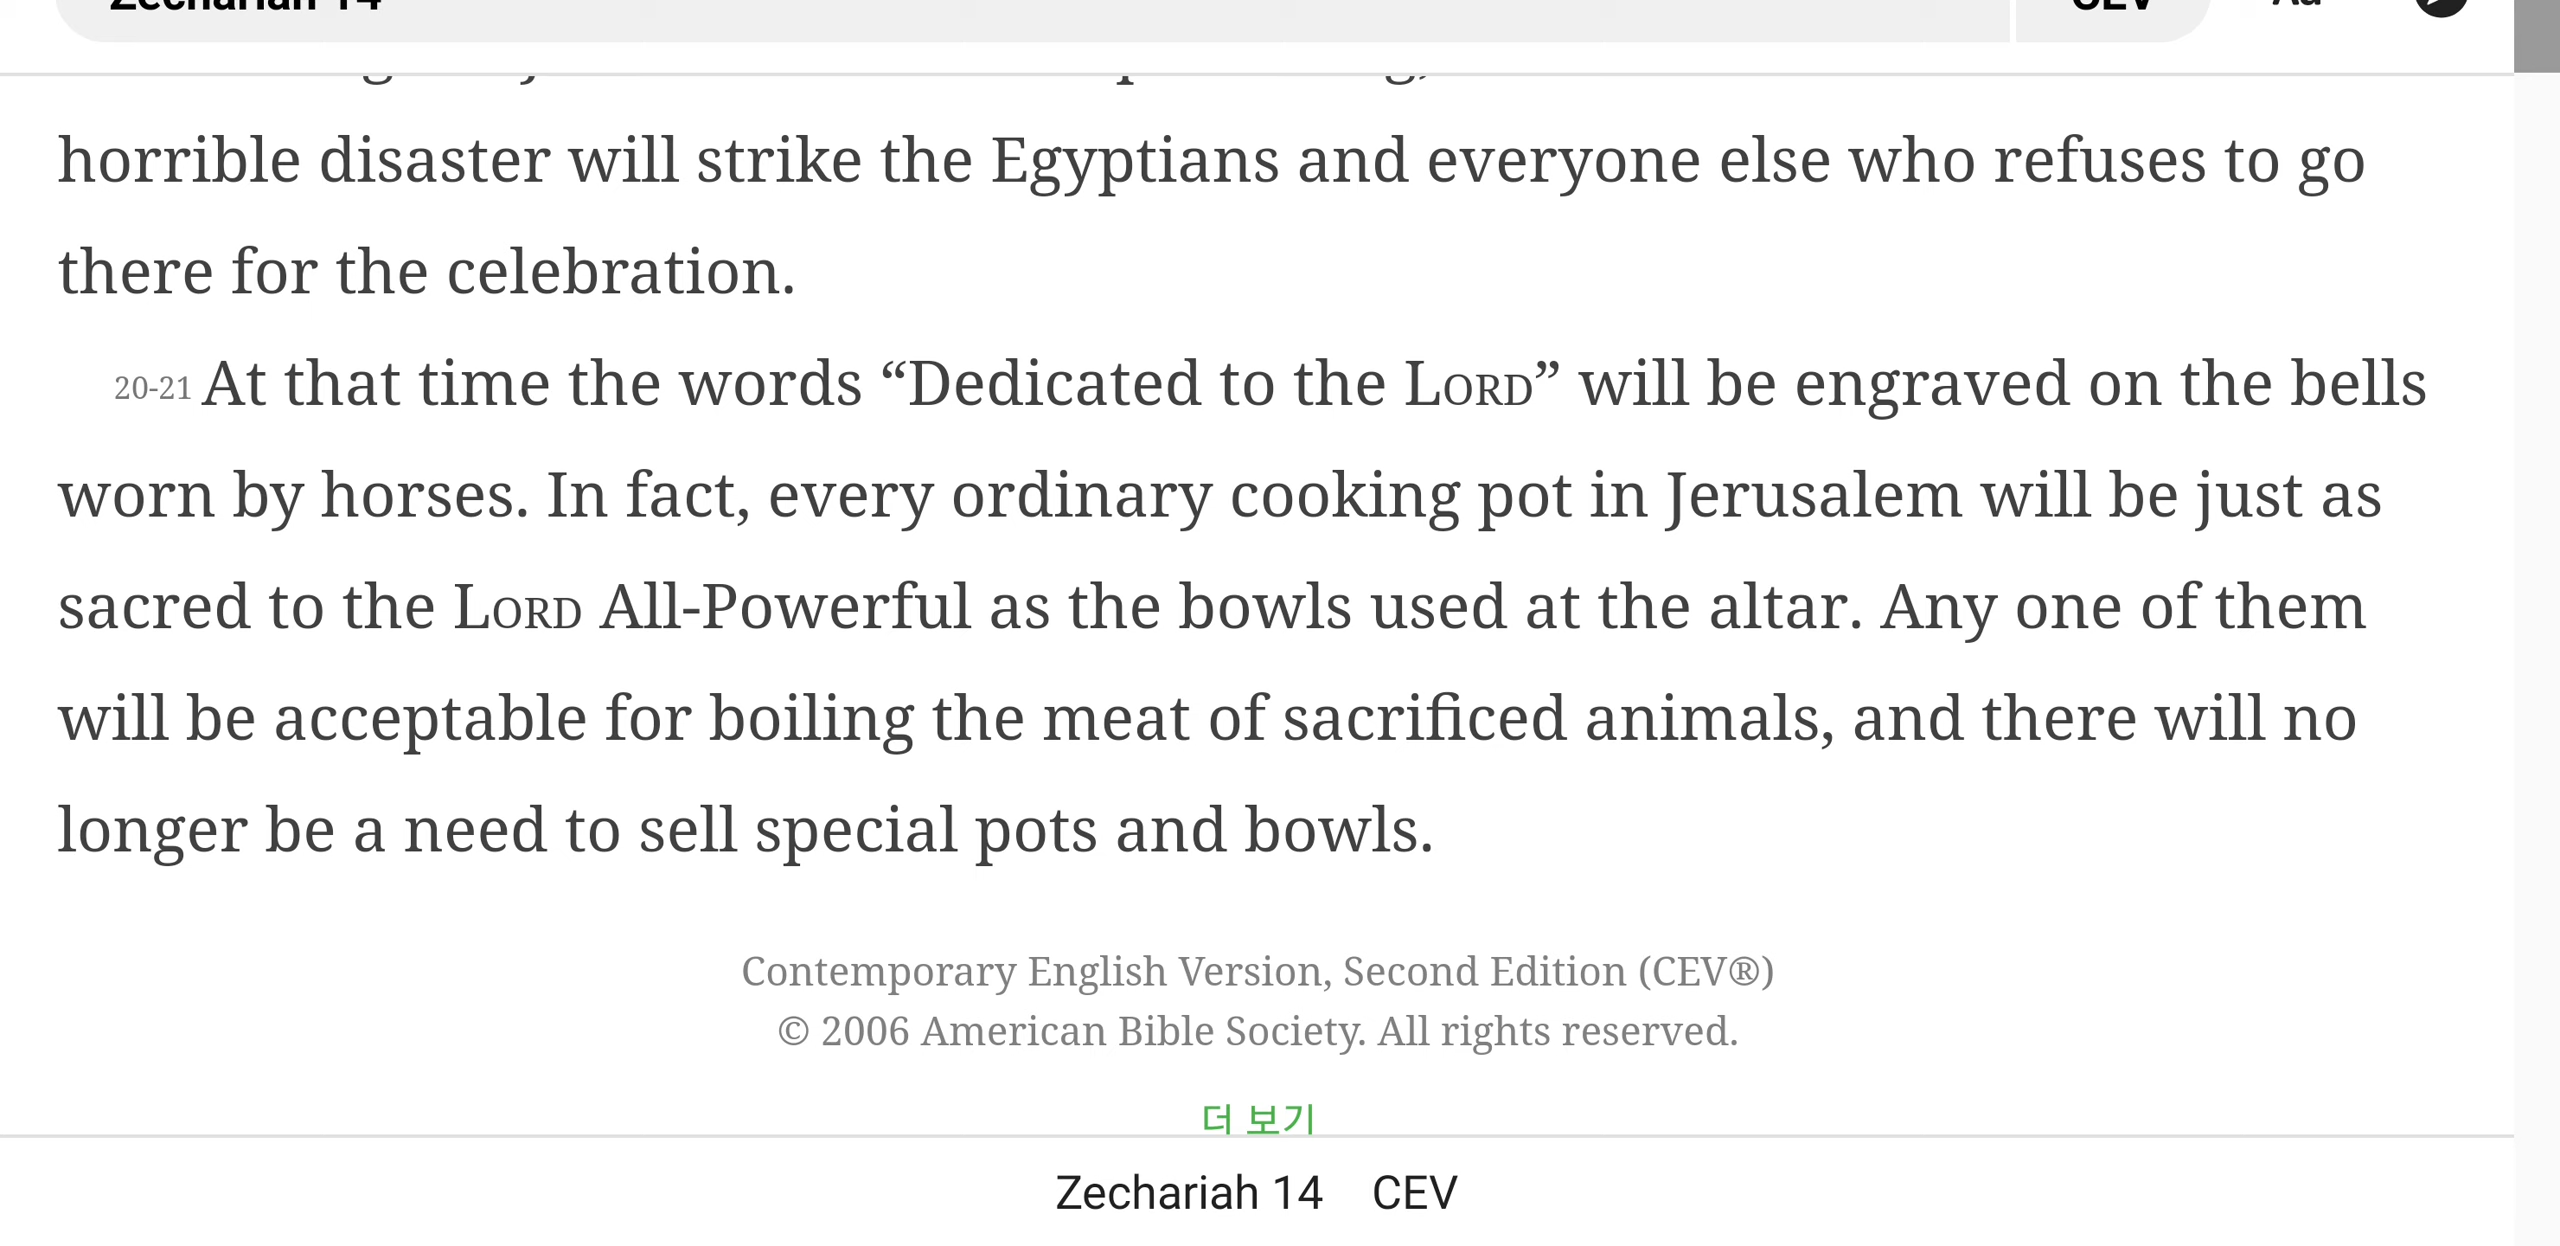 Zechariah 14 CEV Aa
horrible disaster will strike the Egyptians and everyone else who refuses to go
there for the celebration.
20-21 At that time the words “Dedicated to the LORD” will be engraved on the bells
worn by horses. In fact, every ordinary cooking pot in Jerusalem will be just as
sacred to the LORD All-Powerful as the bowls used at the altar. Any one of them
will be acceptable for boiling the meat of sacrificed animals, and there will no
longer be a need to sell special pots and bowls.
Contemporary English Version, Second Edition (CEV®)
© 2006 American Bible Society. All rights reserved.
더 보기
Zechariah 14 CEV